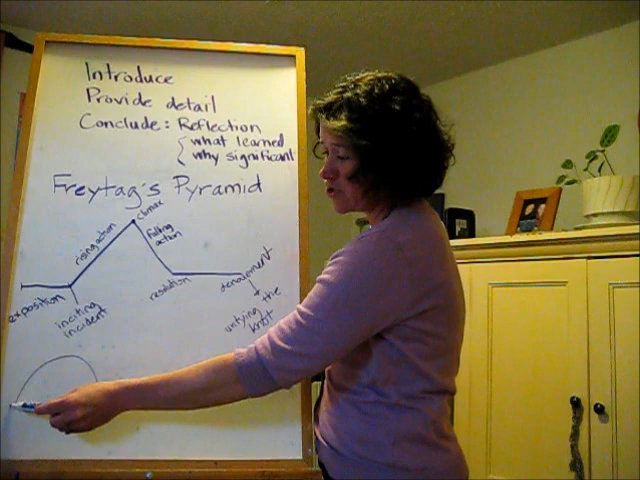 Introduce
Provide detail
Conclude: Reflection
what learned
why significant
Freytag's Pyramid
climax
rising action
falling
action
exposition
inciting
incident
resolution
denouement
the
untying
knot